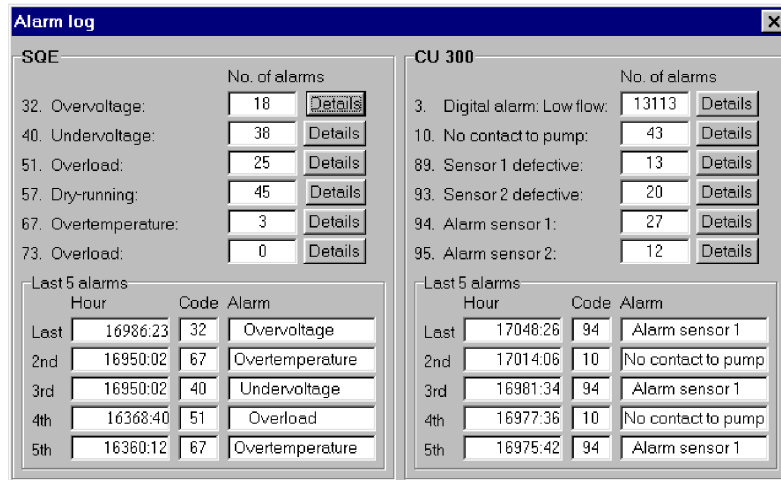 Alarm log
SQE
No. of alarms
32. Overvoltage: 18 Details
40. Undervoltage: 38 Details
51. Overload: 25 Details
57. Dry-running: 45 Details
67. Overtemperature: 3 Details
73. Overload: 0 Details
Last 5 alarms
Hour Code Alarm
Last 16986:23 32 Overvoltage
2nd 16950:02 67 Overtemperature
3rd 16950:02 40 Undervoltage
4th 16368:40 51 Overload
5th 16360:12 67 Overtemperature
CU 300
No. of alarms
3. Digital alarm: Low flow: 13113 Details
10. No contact to pump: 43 Details
89. Sensor 1 defective: 13 Details
93. Sensor 2 defective: 20 Details
94. Alarm sensor 1: 27 Details
95. Alarm sensor 2: 12 Details
Last 5 alarms
Hour Code Alarm
Last 17048:26 94 Alarm sensor 1
2nd 17014:06 10 No contact to pump
3rd 16981:34 94 Alarm sensor 1
4th 16977:36 10 No contact to pump
5th 16975:42 94 Alarm sensor 1